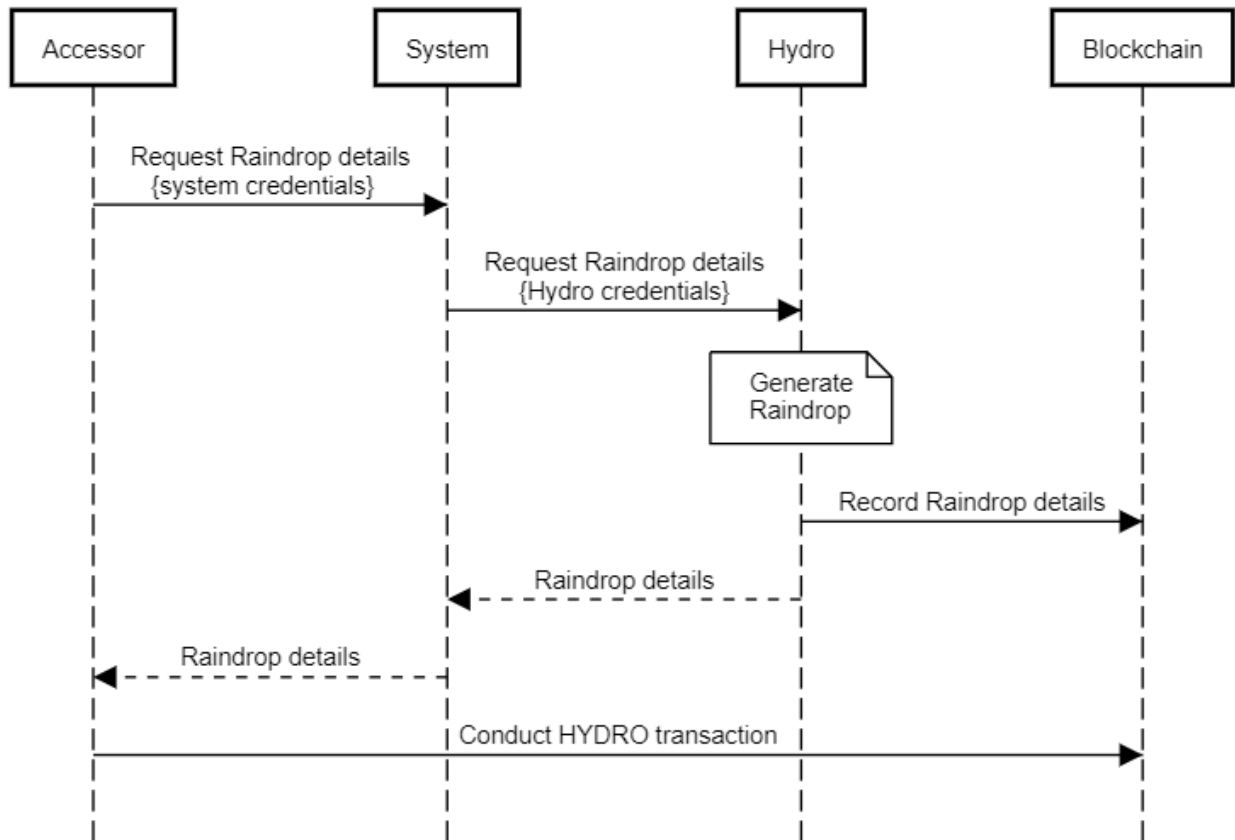 Accessor
System
Hydro
Blockchain
Request Raindrop details
{system credentials}
Request Raindrop details
{Hydro credentials}
Generate
Raindrop
Record Raindrop details
Raindrop details
Raindrop details
Conduct HYDRO transaction